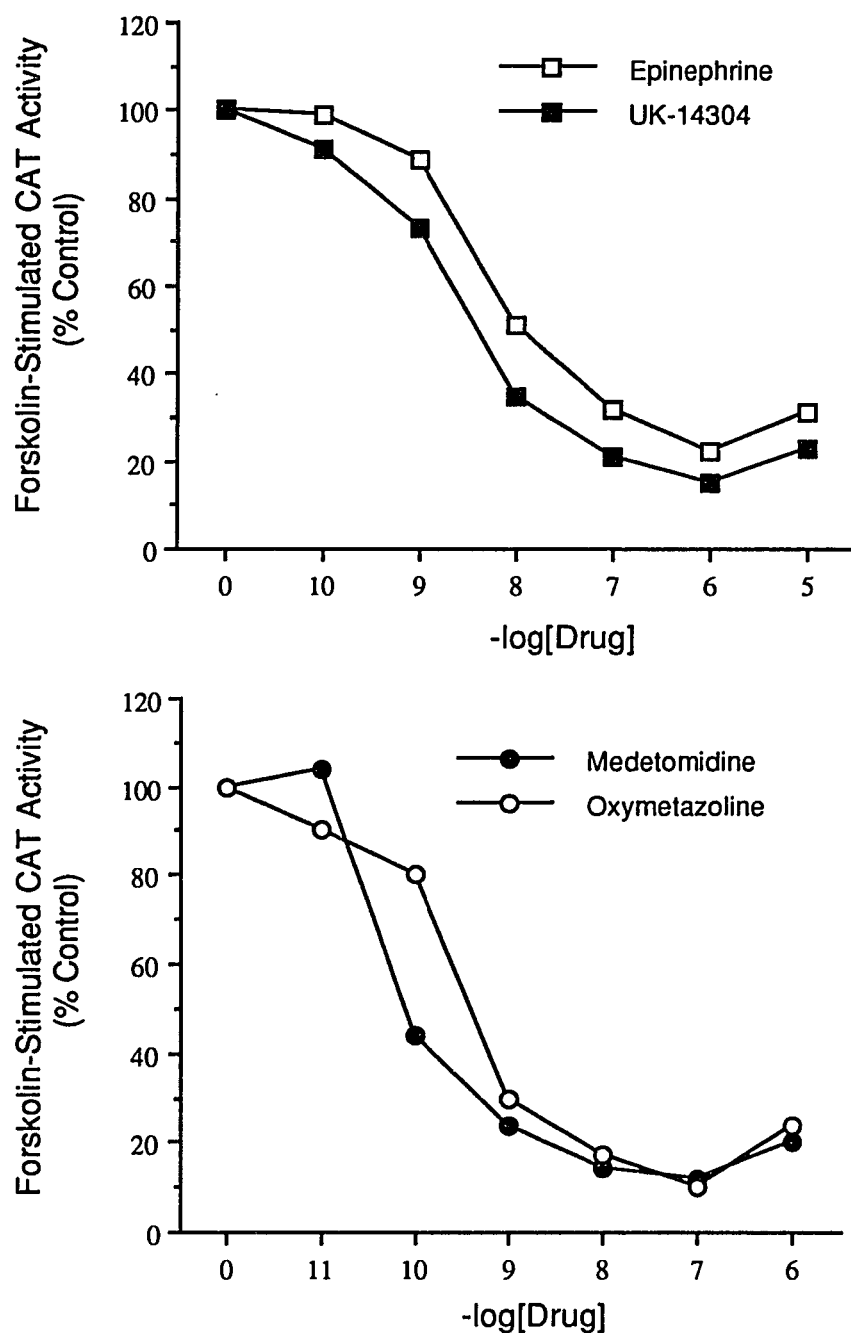 Forskolin-Stimulated CAT Activity
(% Control)
120
100
80
60
40
20
0
Epinephrine
UK-14304
0 10 9 8 7 6 5
-log[Drug]
Forskolin-Stimulated CAT Activity
(% Control)
120
100
80
60
40
20
0
Medetomidine
Oxymetazoline
0 11 10 9 8 7 6
-log[Drug]